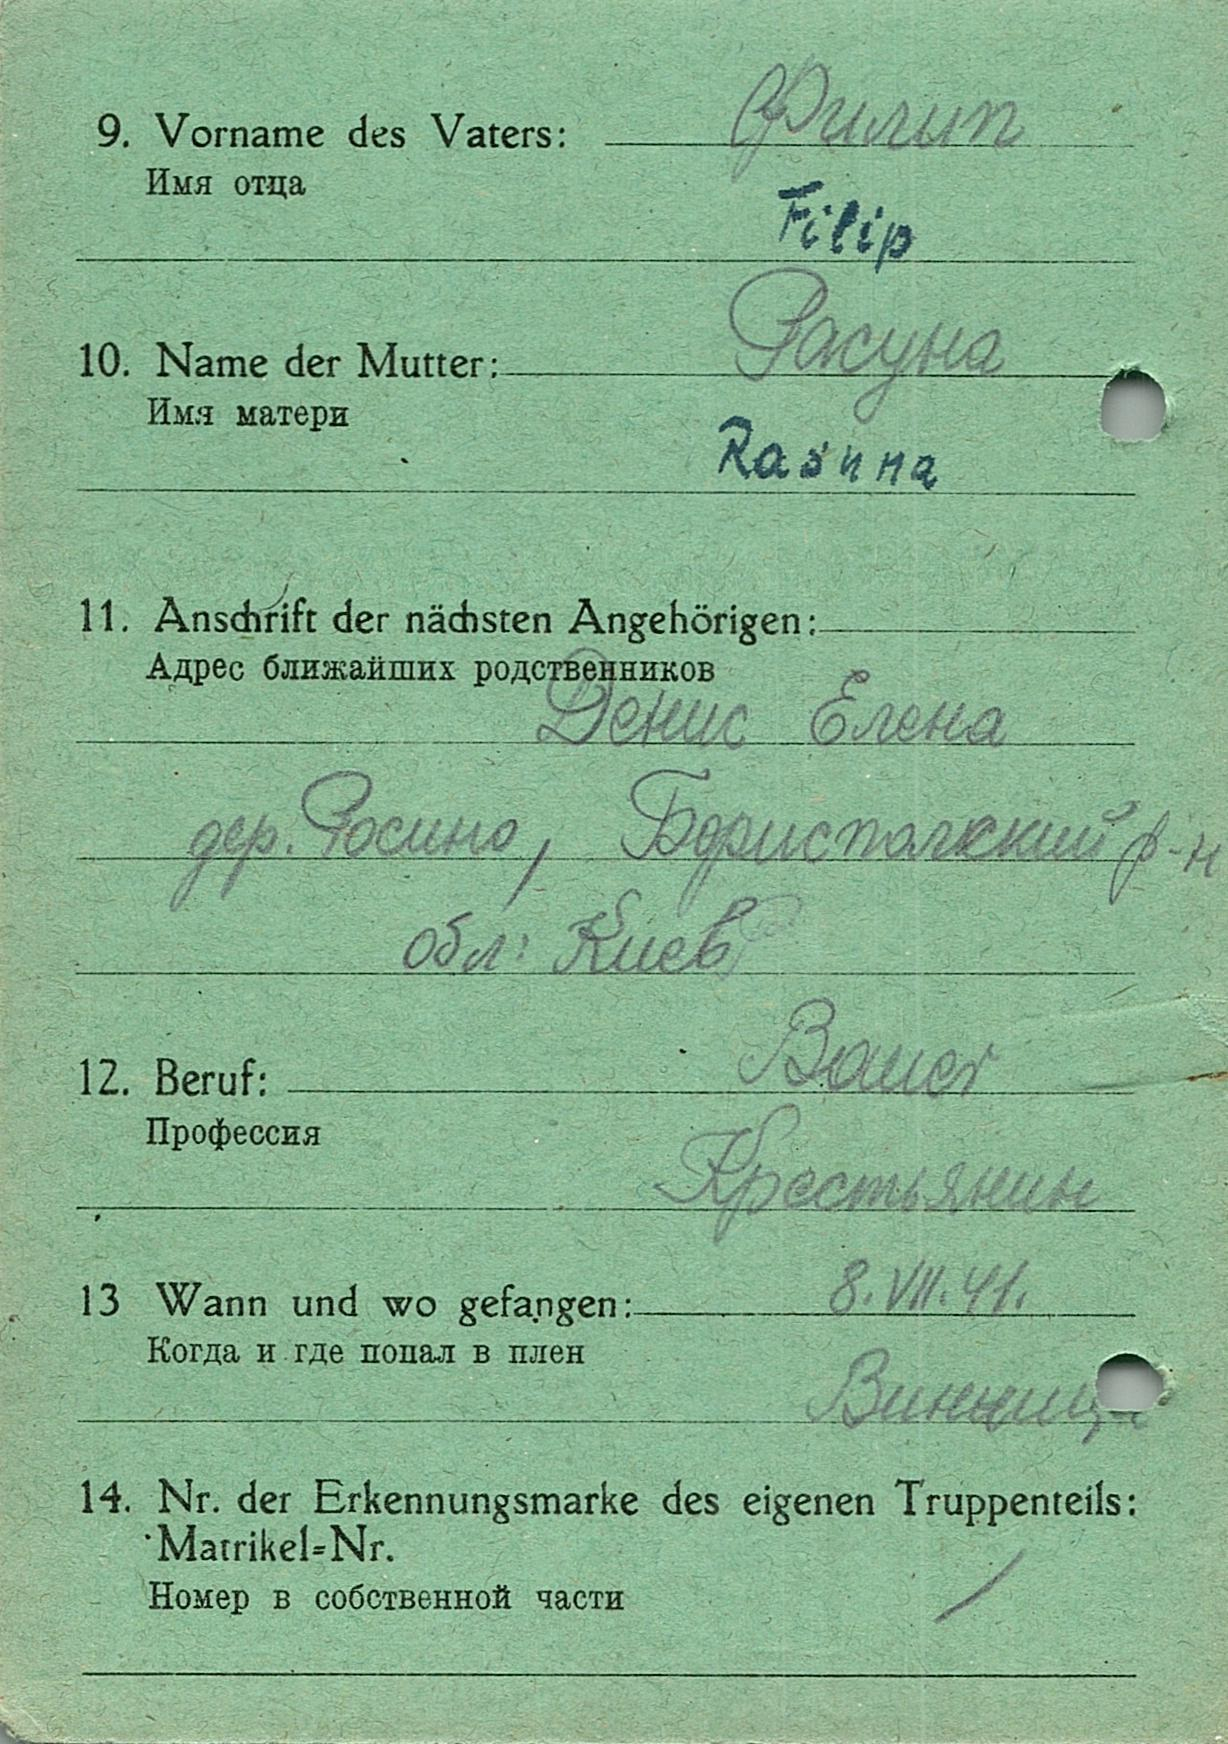 9. Vorname des Vaters: Филип
Имя отца
Filip
10. Name der Mutter: Расуна
Имя матери
Rasuna
11. Anschrift der nächsten Angehörigen:
Адрес ближайших родственников
Денис Елена
дер. Росино, Бориспольский р-н
обл: Киев
12. Beruf: Bauer
Профессия
Крестьянин
13 Wann und wo gefangen: 8.VII.41.
Когда и где попал в плен
Винница
14. Nr. der Erkennungsmarke des eigenen Truppenteils:
Matrikel=Nr.
Номер в собственной части